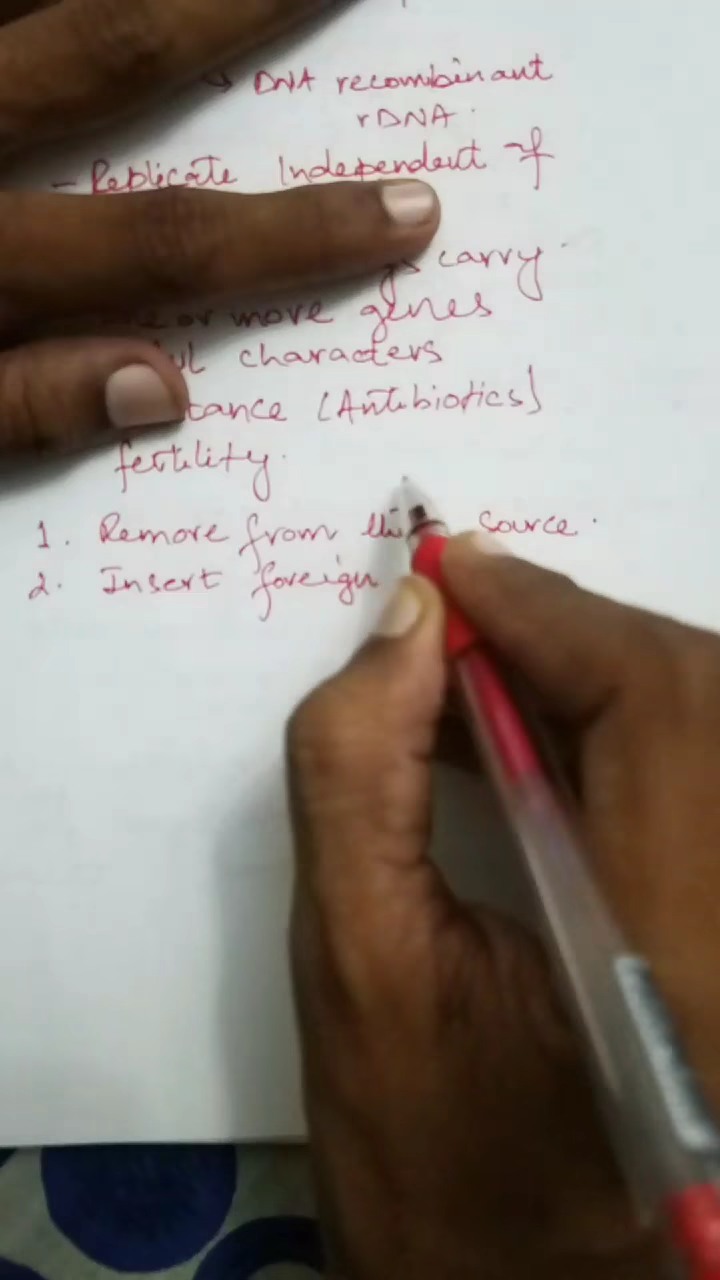 DNA recombinant
rDNA.
- Replicate Independent of
carry
or more genes
characters
(Antibiotics)
fertility.
1. Remove from source.
2. Insert foreign